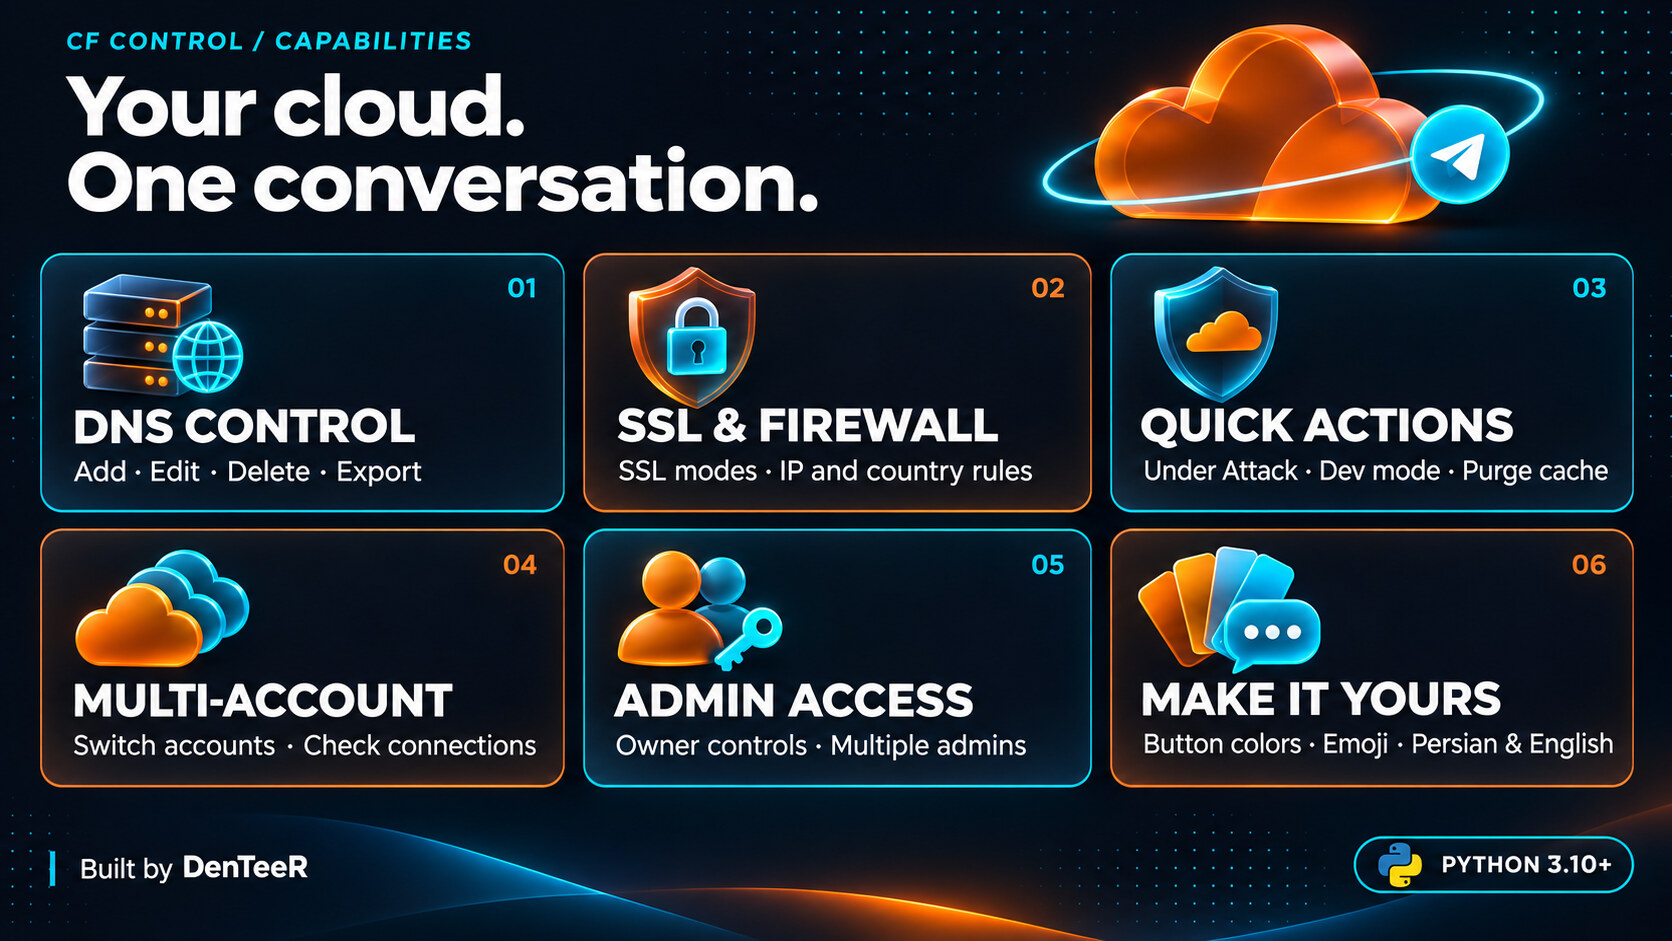 CF CONTROL / CAPABILITIES
Your cloud.
One conversation.
01
DNS CONTROL
Add · Edit · Delete · Export
02
SSL & FIREWALL
SSL modes · IP and country rules
03
QUICK ACTIONS
Under Attack · Dev mode · Purge cache
04
MULTI-ACCOUNT
Switch accounts · Check connections
05
ADMIN ACCESS
Owner controls · Multiple admins
06
MAKE IT YOURS
Button colors · Emoji · Persian & English
Built by DenTeeR
PYTHON 3.10+